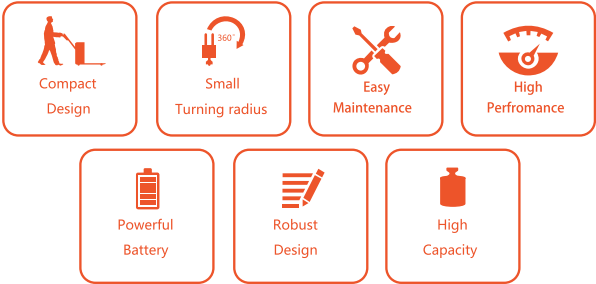 360°
Compact
Design
Small
Turning radius
Easy
Maintenance
High
Perfromance
Powerful
Battery
Robust
Design
High
Capacity